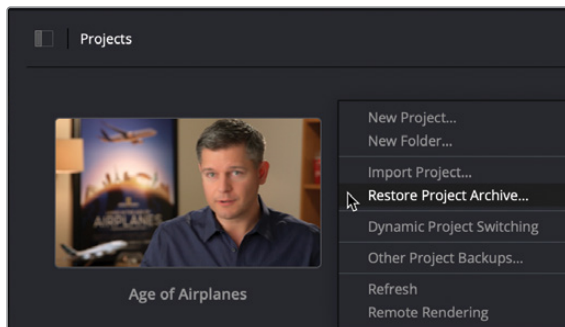 Projects
New Project...
New Folder...
Import Project...
Restore Project Archive...
Dynamic Project Switching
Other Project Backups...
Refresh
Remote Rendering
AIRPLANES
Age of Airplanes